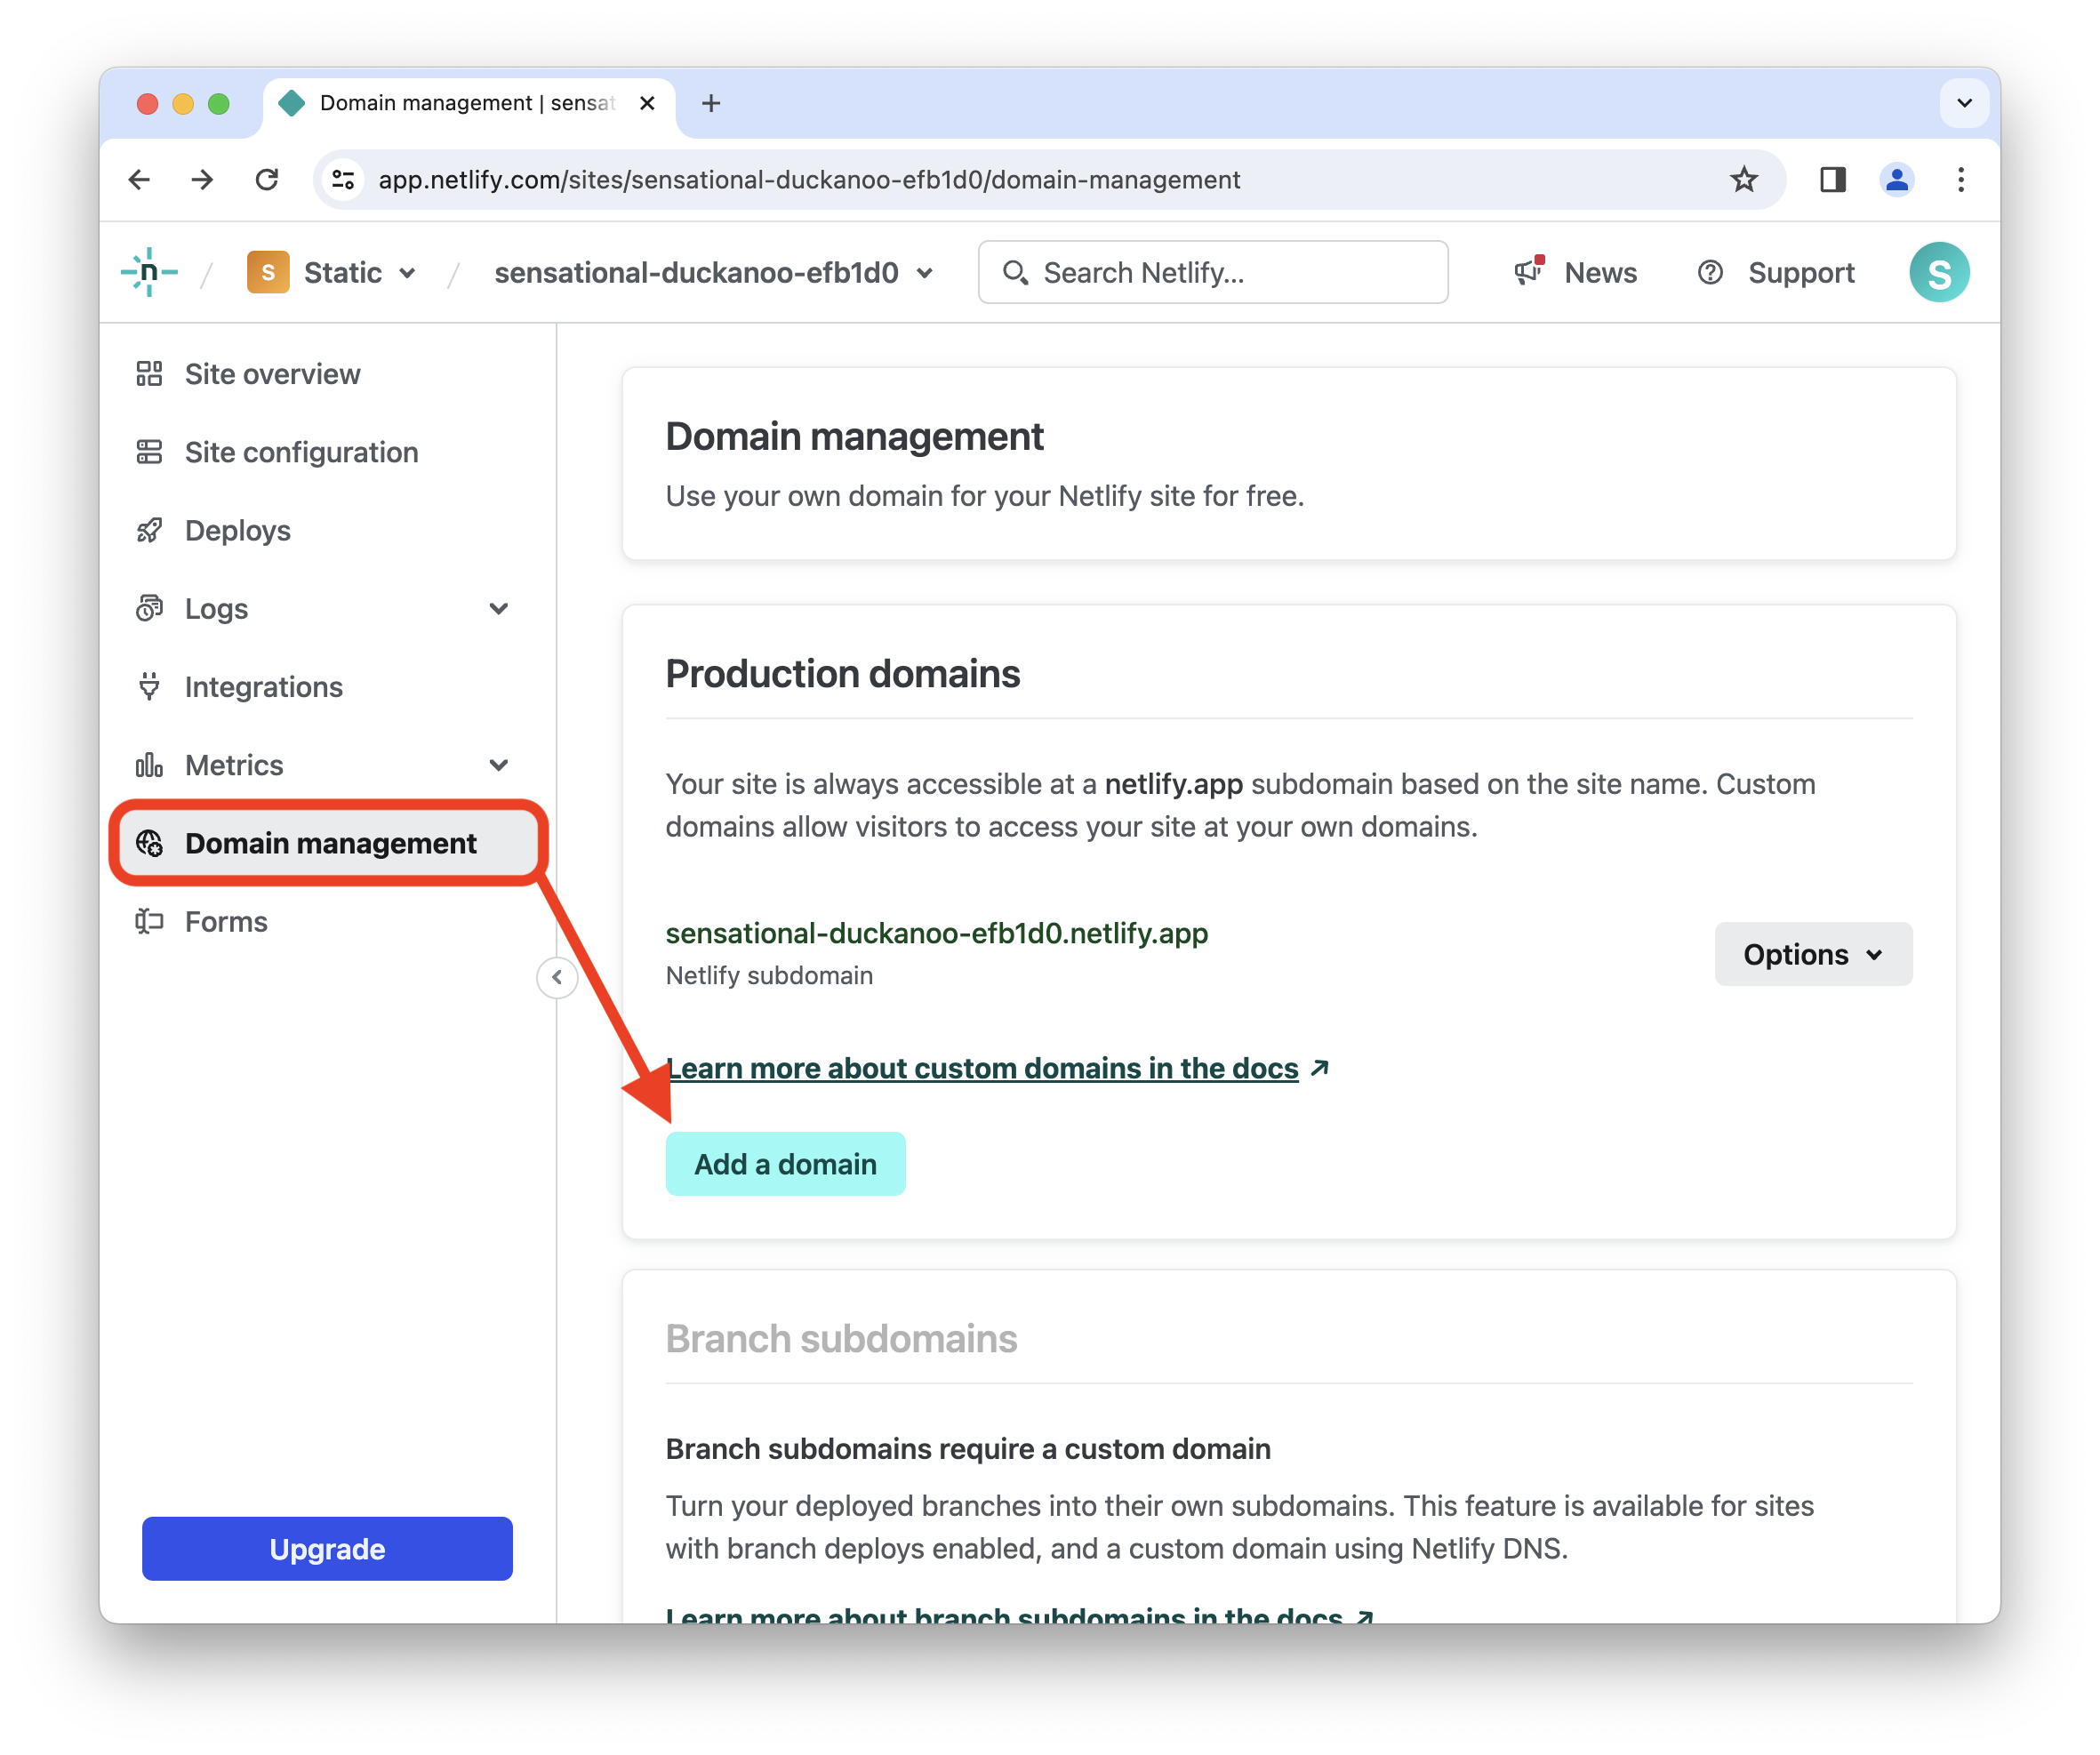 Domain management | sensat
app.netlify.com/sites/sensational-duckanoo-efb1d0/domain-management
n
S
Static
sensational-duckanoo-efb1d0
Search Netlify...
News
Support
S
Site overview
Site configuration
Deploys
Logs
Integrations
Metrics
Domain management
Forms
Upgrade
Domain management
Use your own domain for your Netlify site for free.
Production domains
Your site is always accessible at a netlify.app subdomain based on the site name. Custom
domains allow visitors to access your site at your own domains.
sensational-duckanoo-efb1d0.netlify.app
Netlify subdomain
Options
Learn more about custom domains in the docs
Add a domain
Branch subdomains
Branch subdomains require a custom domain
Turn your deployed branches into their own subdomains. This feature is available for sites
with branch deploys enabled, and a custom domain using Netlify DNS.
Learn more about branch subdomains in the docs